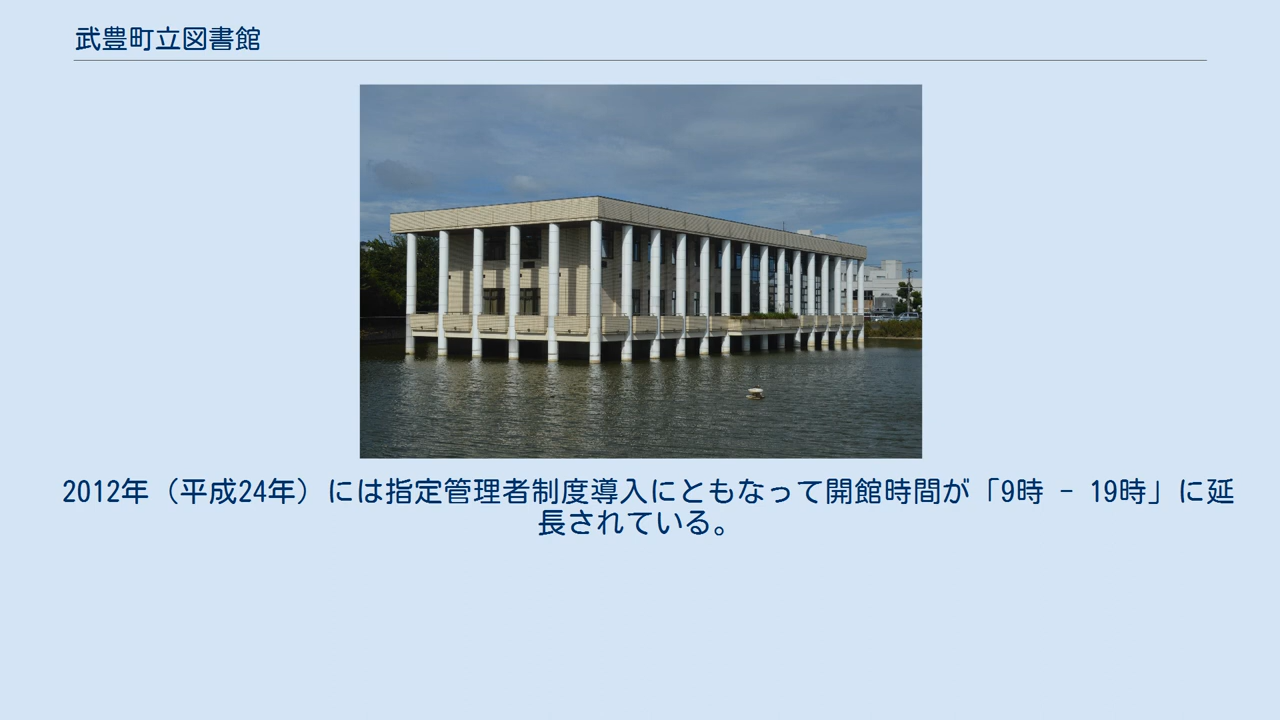 武豊町立図書館
2012年（平成24年）には指定管理者制度導入にともなって開館時間が「9時 - 19時」に延
長されている。